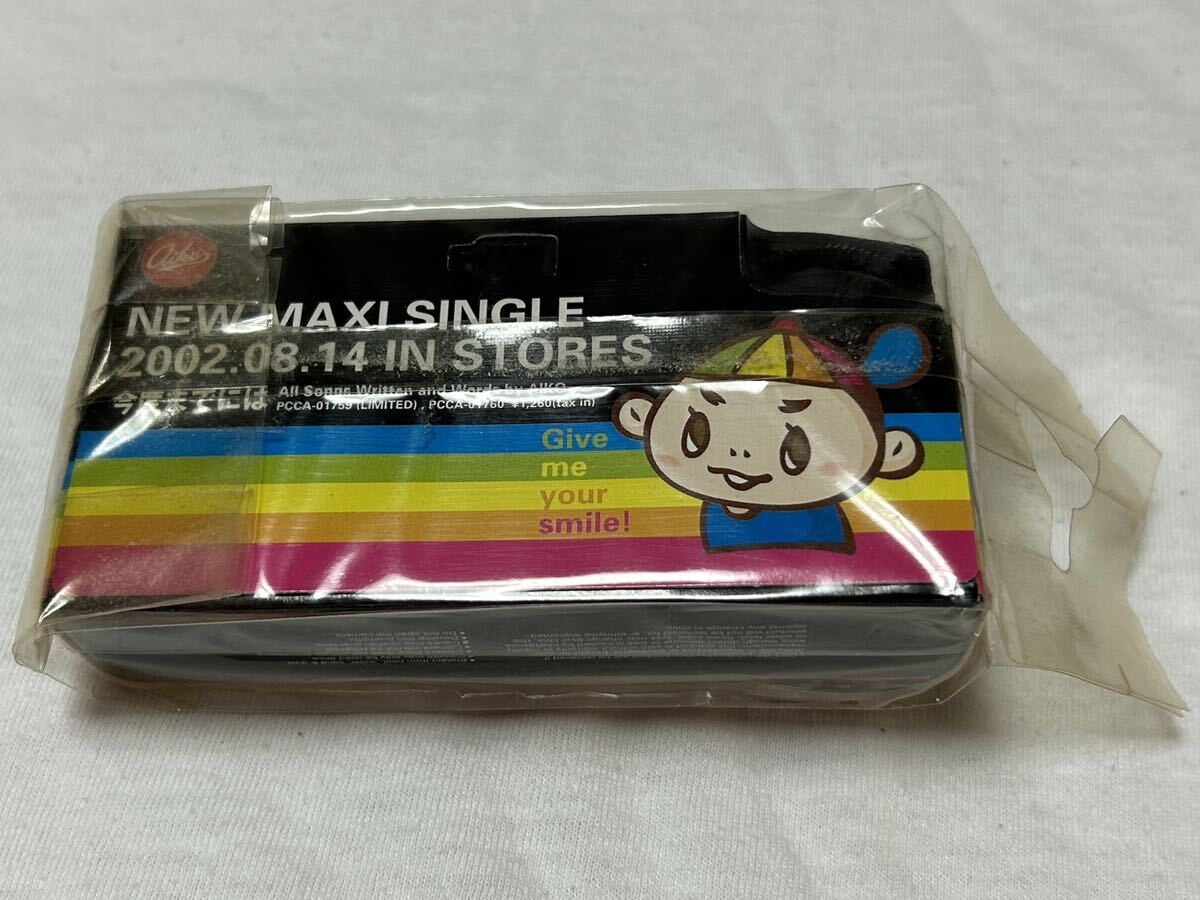 aiko
NEW MAXI SINGLE
2002.08.14 IN STORES
今度までには
All Songs Written and Words by AIKO
PCCA-01759 (LIMITED) , PCCA-01760 ¥1,260(tax in)
Give
me
your
smile!